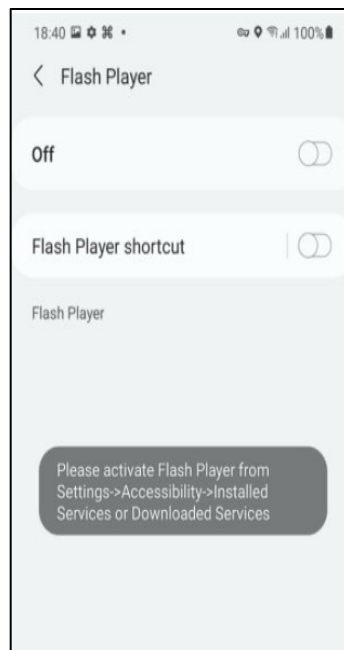 18:40 100%
Flash Player
Off
Flash Player shortcut
Flash Player
Please activate Flash Player from
Settings->Accessibility->Installed
Services or Downloaded Services